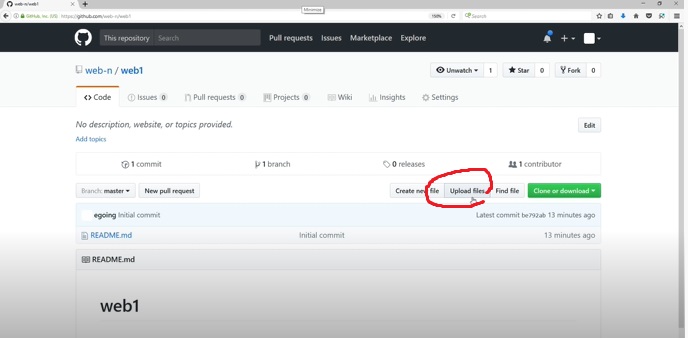 web-n/web1
GitHub, Inc. (US) https://github.com/web-n/web1 150% Search
Minimize
This repository Search Pull requests Issues Marketplace Explore
web-n / web1 Unwatch 1 Star 0 Fork 0
Code Issues 0 Pull requests 0 Projects 0 Wiki Insights Settings
No description, website, or topics provided. Edit
Add topics
1 commit 1 branch 0 releases 1 contributor
Branch: master New pull request Create new file Upload files Find file Clone or download
egoing Initial commit Latest commit be792ab 13 minutes ago
README.md Initial commit 13 minutes ago
README.md
web1